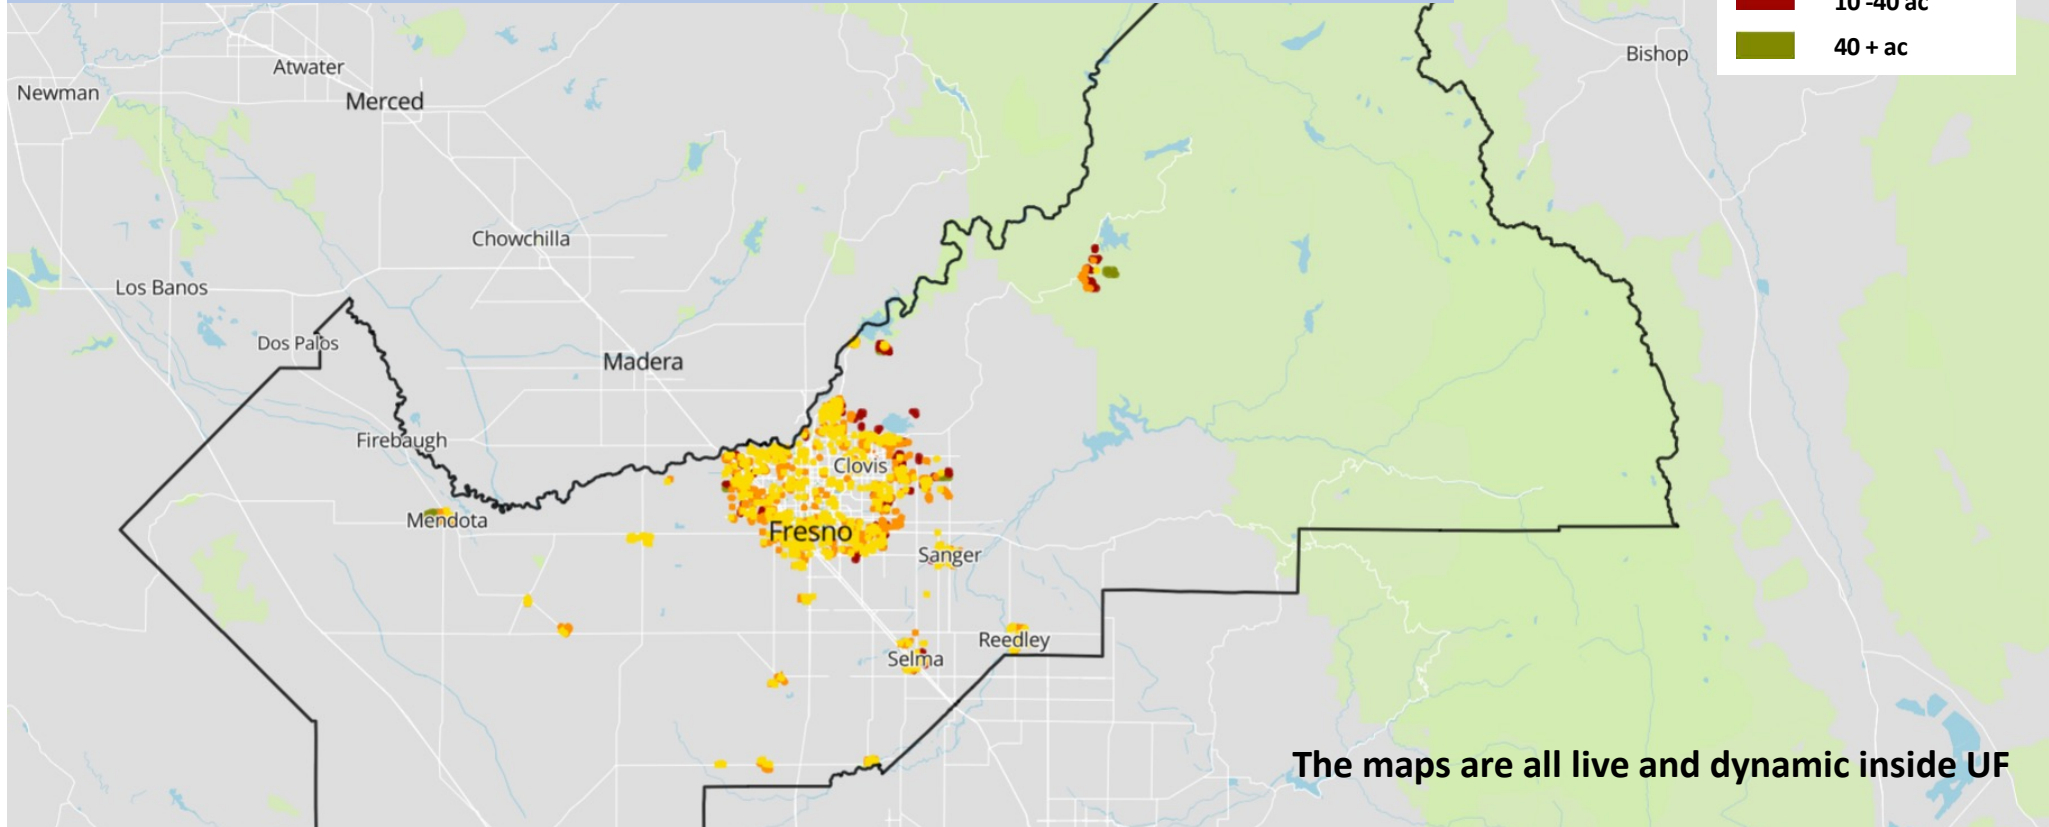 10 -40 ac
40 + ac
Bishop
Atwater
Newman
Merced
Chowchilla
Los Banos
Dos Palos
Madera
Firebaugh
Clovis
Mendota
Fresno
Sanger
Reedley
Selma
The maps are all live and dynamic inside UF